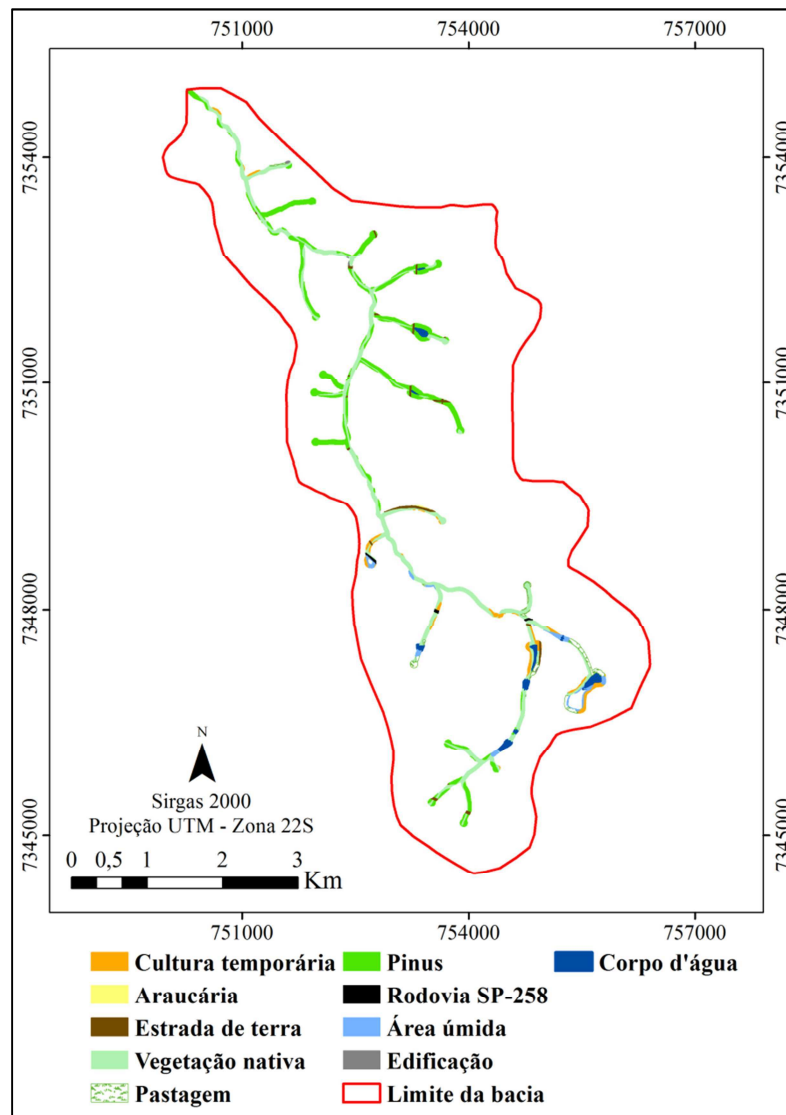 751000 754000 757000
7354000 7354000
7351000 7351000
7348000 7348000
7345000 7345000
N
Sirgas 2000
Projeção UTM - Zona 22S
0 0,5 1 2 3
Km
751000 754000 757000
Cultura temporária Pinus Corpo d'água
Araucária Rodovia SP-258
Estrada de terra Área úmida
Vegetação nativa Edificação
Pastagem Limite da bacia